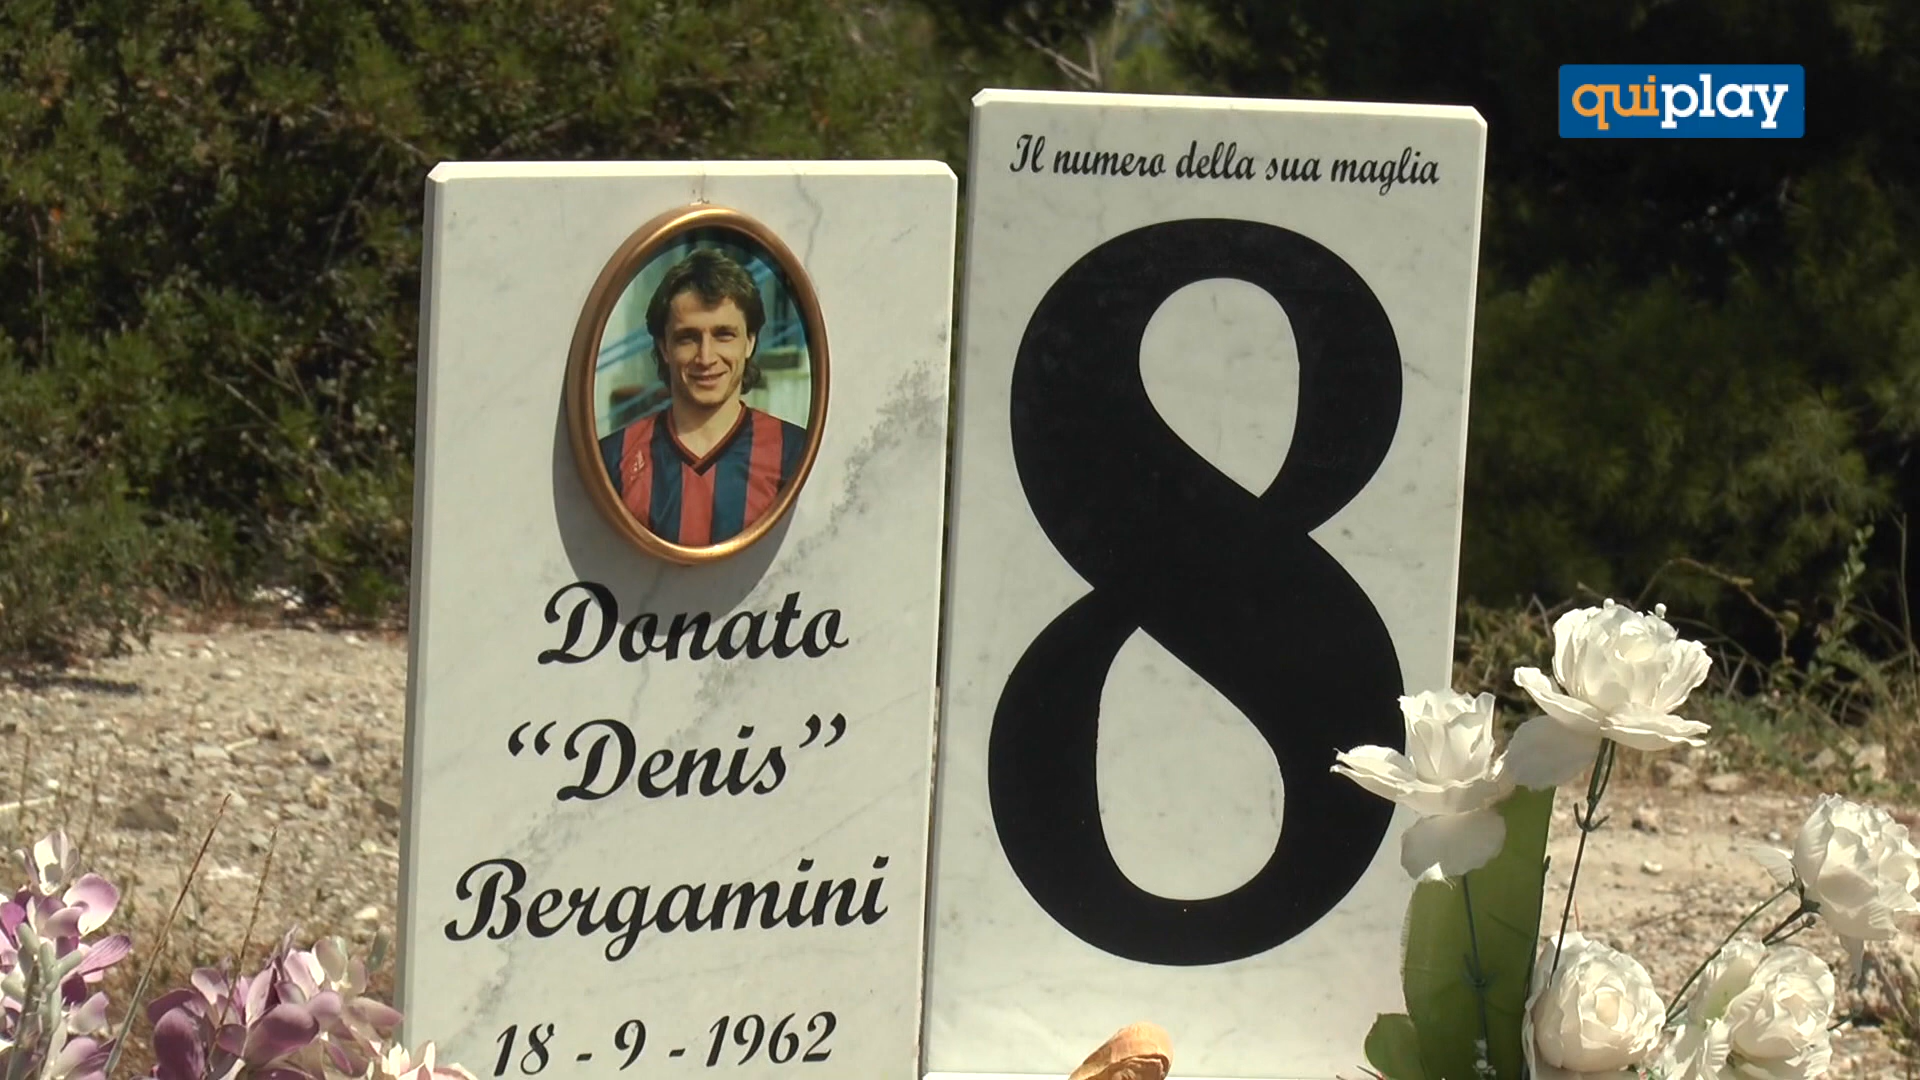 quiplay
Il numero della sua maglia
8
Donato
“Denis”
Bergamini
18 - 9 - 1962